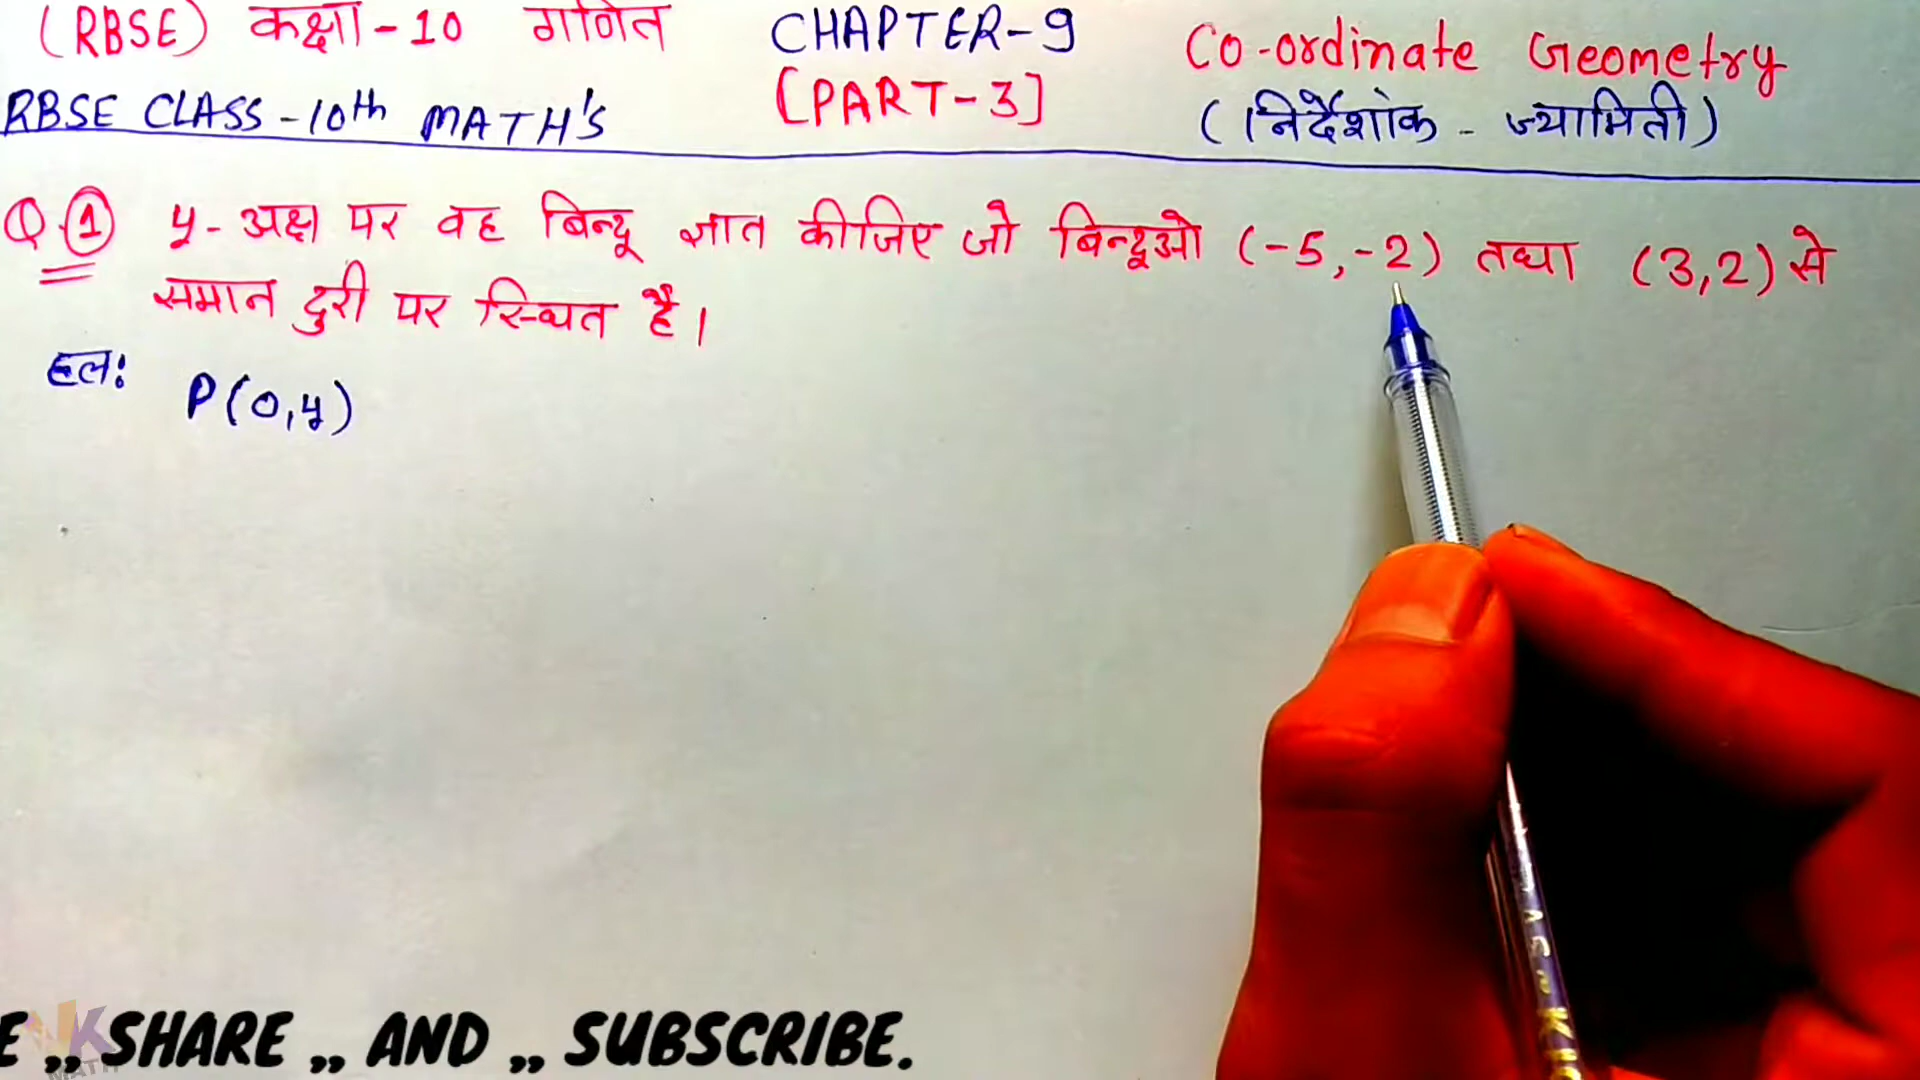 (RBSE) कक्षा-10 गणित CHAPTER-9 Co-ordinate Geometry
RBSE CLASS-10th MATH'S [PART-3] (निर्देशांक - ज्यामिती)
Q.1 y-अक्ष पर वह बिन्दू ज्ञात कीजिए जो बिन्दूओ (-5,-2) तथा (3,2) से
समान दुरी पर स्थित है।
हल: P(0,y)
E ,, SHARE ,, AND ,, SUBSCRIBE.